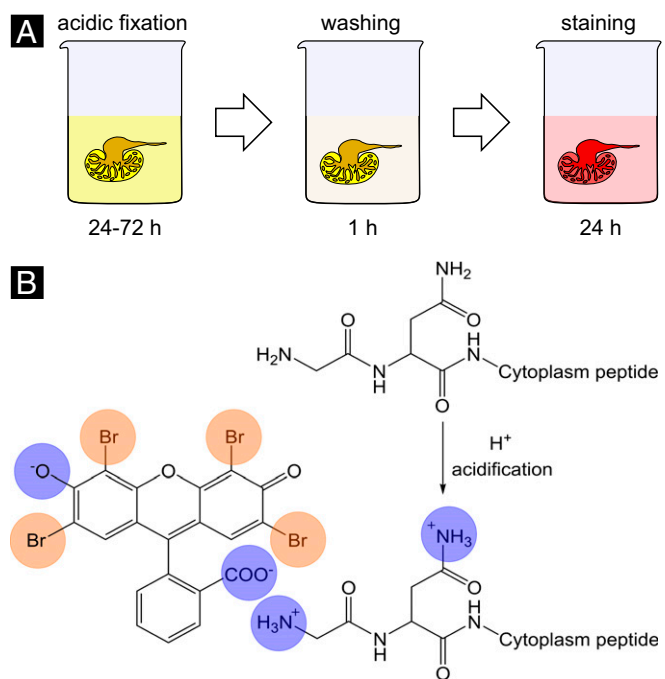 A
acidic fixation washing staining
24-72 h 1 h 24 h
B
NH₂
O
O
H₂N
N
H
H
N
Cytoplasm peptide
O
H⁺
acidification
Br Br
⁻O O O
Br Br
COO⁻
⁺NH₃
O
O
H₃N⁺
N
H
H
N
Cytoplasm peptide
O